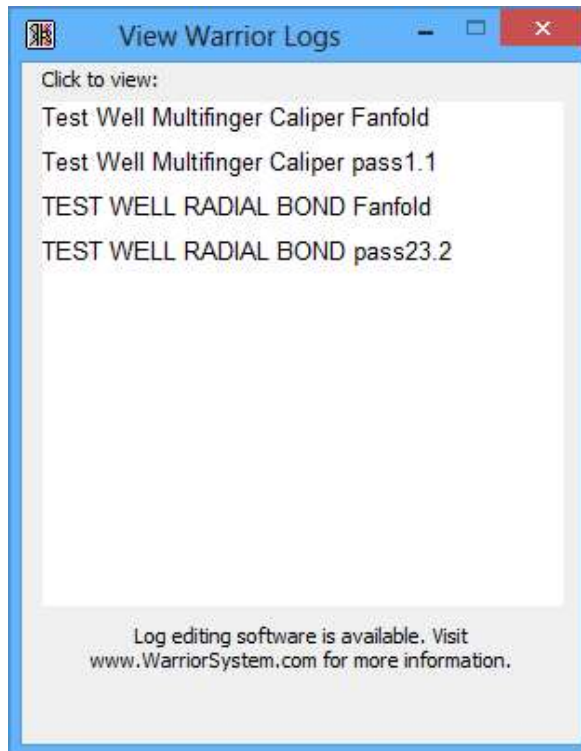 View Warrior Logs
Click to view:
Test Well Multifinger Caliper Fanfold
Test Well Multifinger Caliper pass1.1
TEST WELL RADIAL BOND Fanfold
TEST WELL RADIAL BOND pass23.2
Log editing software is available. Visit
www.WarriorSystem.com for more information.